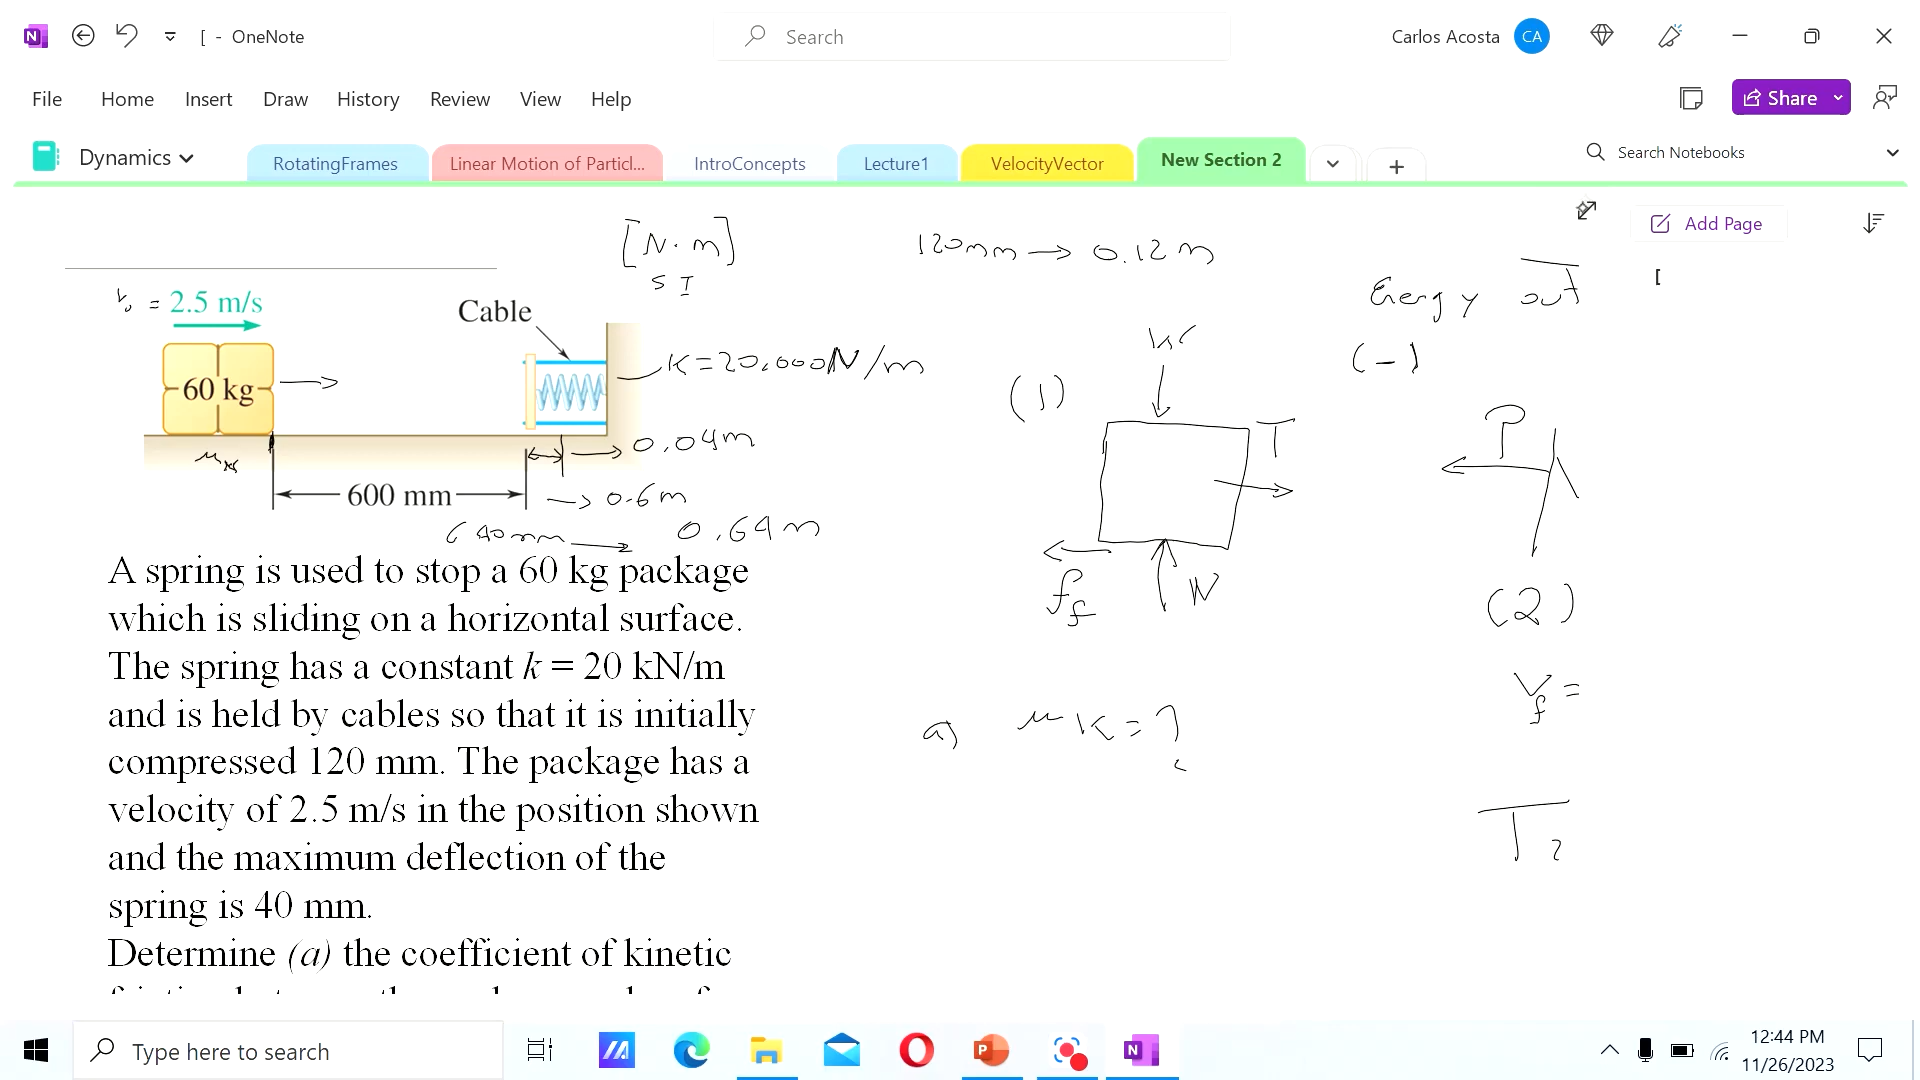 [ - OneNote
Search
Carlos Acosta CA
File Home Insert Draw History Review View Help
Share
Dynamics
RotatingFrames
Linear Motion of Particl...
IntroConcepts
Lecture1
VelocityVector
New Section 2
+
Search Notebooks
Add Page
[
[N·m]
SI
120mm → 0.12m
Energy out
(-)
= 2.5 m/s
Cable
60 kg
K=20,000N/m
0.04m
600 mm
→ 0.6m
640mm → 0.64m
(1)
T
N
P
(2)
Vf =
a) μK=?
T2
A spring is used to stop a 60 kg package
which is sliding on a horizontal surface.
The spring has a constant k = 20 kN/m
and is held by cables so that it is initially
compressed 120 mm. The package has a
velocity of 2.5 m/s in the position shown
and the maximum deflection of the
spring is 40 mm.
Determine (a) the coefficient of kinetic
Type here to search
12:44 PM
11/26/2023